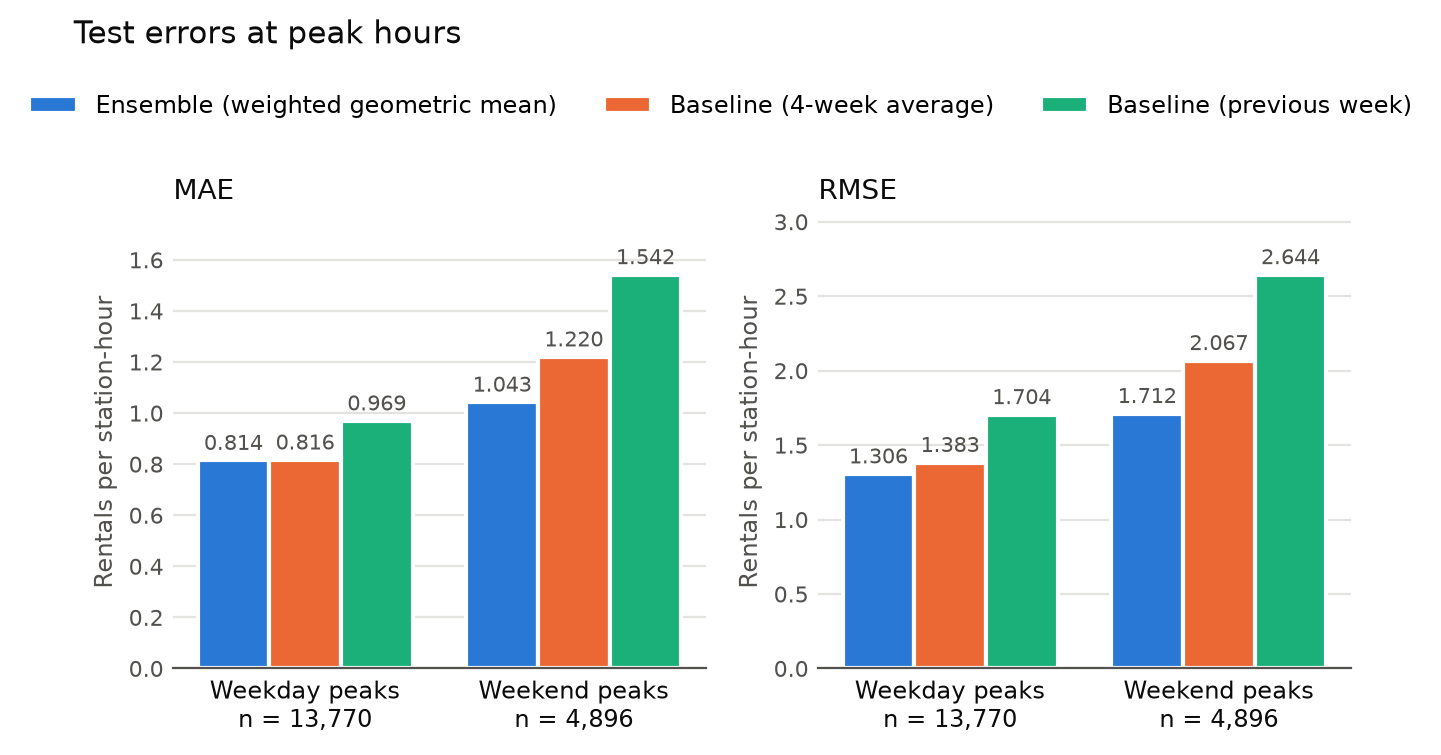 Test errors at peak hours
Ensemble (weighted geometric mean) Baseline (4-week average) Baseline (previous week)
MAE
Rentals per station-hour
1.6
1.4
1.2
1.0
0.8
0.6
0.4
0.2
0.0
0.814 0.816 0.969
1.043 1.220 1.542
Weekday peaks
n = 13,770
Weekend peaks
n = 4,896
RMSE
Rentals per station-hour
3.0
2.5
2.0
1.5
1.0
0.5
0.0
1.306 1.383 1.704
1.712 2.067 2.644
Weekday peaks
n = 13,770
Weekend peaks
n = 4,896